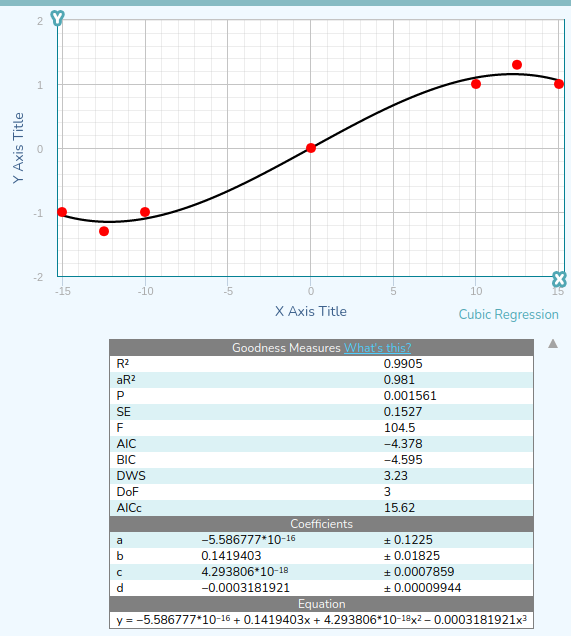 2
1
0
-1
-2
Y Axis Title
Y
-15
-10
-5
0
5
10
15
X
X Axis Title
Cubic Regression
Goodness Measures What's this?
R² 0.9905
aR² 0.981
P 0.001561
SE 0.1527
F 104.5
AIC −4.378
BIC −4.595
DWS 3.23
DoF 3
AICc 15.62
Coefficients
a −5.586777*10⁻¹⁶ ± 0.1225
b 0.1419403 ± 0.01825
c 4.293806*10⁻¹⁸ ± 0.0007859
d −0.0003181921 ± 0.00009944
Equation
y = −5.586777*10⁻¹⁶ + 0.1419403x + 4.293806*10⁻¹⁸x² − 0.0003181921x³